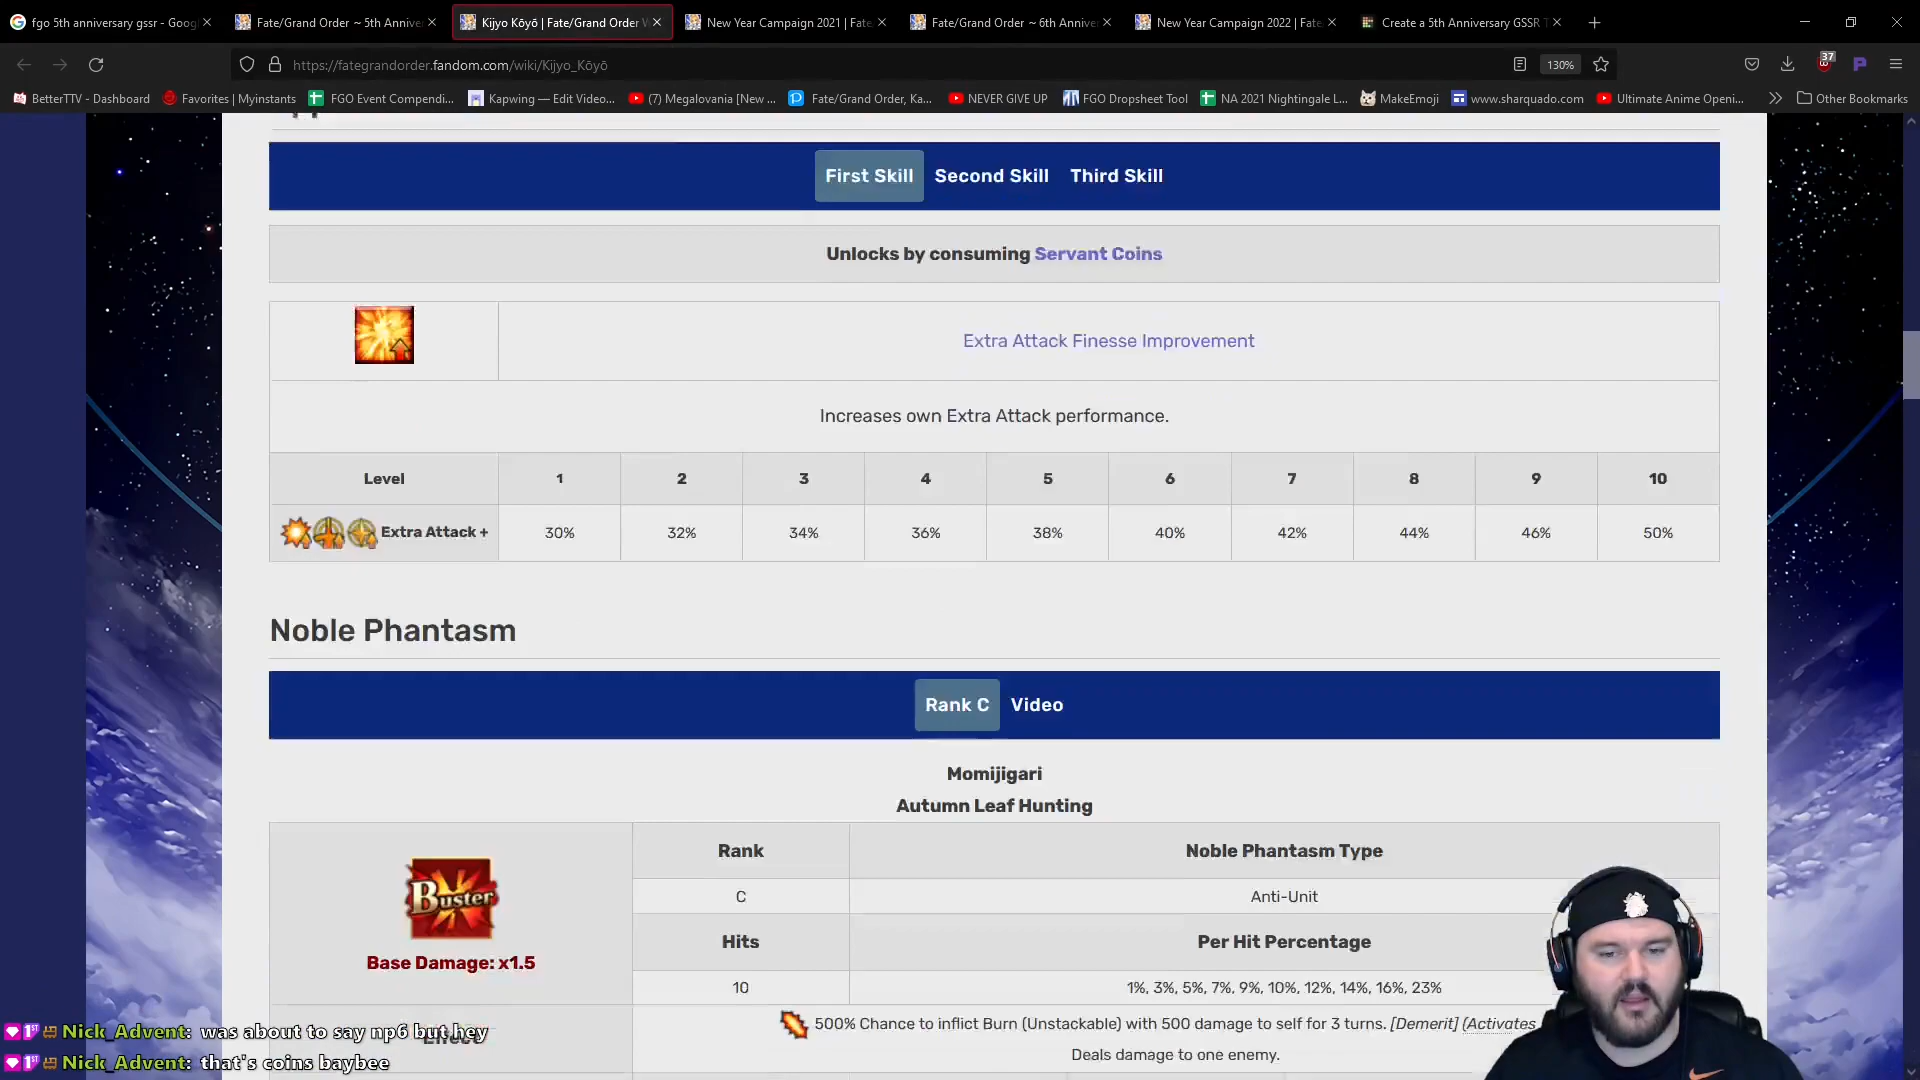 fgo 5th anniversary gssr - Goog
Fate/Grand Order ~ 5th Annive
Kijyo Kōyō | Fate/Grand Order W
New Year Campaign 2021 | Fate
Fate/Grand Order ~ 6th Annive
New Year Campaign 2022 | Fate
Create a 5th Anniversary GSSR T
https://fategrandorder.fandom.com/wiki/Kijyo_Kōyō
130%
37
BetterTTV - Dashboard
Favorites | Myinstants
FGO Event Compendi...
Kapwing — Edit Video...
(7) Megalovania [New ...
Fate/Grand Order, Ka...
NEVER GIVE UP
FGO Dropsheet Tool
NA 2021 Nightingale L...
MakeEmoji
www.sharquado.com
Ultimate Anime Openi...
Other Bookmarks
First Skill Second Skill Third Skill
Unlocks by consuming Servant Coins
Extra Attack Finesse Improvement
Increases own Extra Attack performance.
Level 1 2 3 4 5 6 7 8 9 10
Extra Attack + 30% 32% 34% 36% 38% 40% 42% 44% 46% 50%
Noble Phantasm
Rank C Video
Momijigari
Autumn Leaf Hunting
Buster
Base Damage: x1.5
Rank Noble Phantasm Type
C Anti-Unit
Hits Per Hit Percentage
10 1%, 3%, 5%, 7%, 9%, 10%, 12%, 14%, 16%, 23%
Effect
500% Chance to inflict Burn (Unstackable) with 500 damage to self for 3 turns. [Demerit] (Activates
Deals damage to one enemy.
Nick_Advent: was about to say np6 but hey
Nick_Advent: that's coins baybee